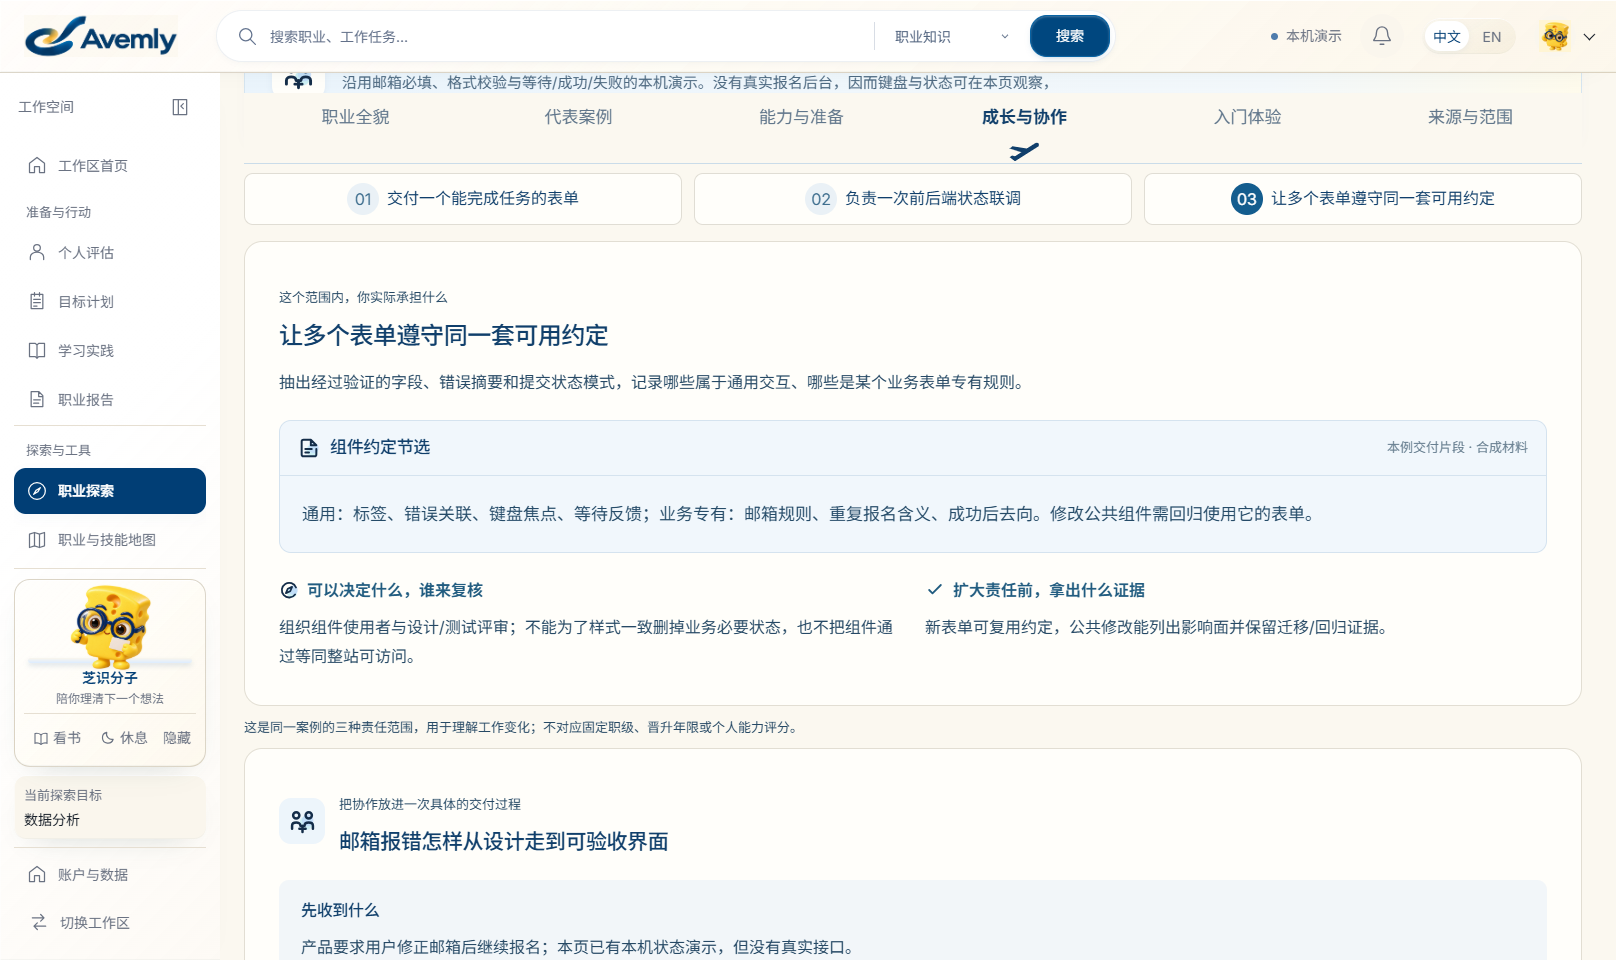 Avemly
搜索职业、工作任务...
职业知识
搜索
本机演示
中文
EN
工作空间
工作区首页
准备与行动
个人评估
目标计划
学习实践
职业报告
探索与工具
职业探索
职业与技能地图
芝识分子
陪你理清下一个想法
看书
休息
隐藏
当前探索目标
数据分析
账户与数据
切换工作区
沿用邮箱必填、格式校验与等待/成功/失败的本机演示。没有真实报名后台，因而键盘与状态可在本页观察，
职业全貌
代表案例
能力与准备
成长与协作
入门体验
来源与范围
01 交付一个能完成任务的表单
02 负责一次前后端状态联调
03 让多个表单遵守同一套可用约定
这个范围内，你实际承担什么
让多个表单遵守同一套可用约定
抽出经过验证的字段、错误摘要和提交状态模式，记录哪些属于通用交互、哪些是某个业务表单专有规则。
组件约定节选
本例交付片段 · 合成材料
通用：标签、错误关联、键盘焦点、等待反馈；业务专有：邮箱规则、重复报名含义、成功后去向。修改公共组件需回归使用它的表单。
可以决定什么，谁来复核
组织组件使用者与设计/测试评审；不能为了样式一致删掉业务必要状态，也不把组件通
过等同整站可访问。
扩大责任前，拿出什么证据
新表单可复用约定，公共修改能列出影响面并保留迁移/回归证据。
这是同一案例的三种责任范围，用于理解工作变化；不对应固定职级、晋升年限或个人能力评分。
把协作放进一次具体的交付过程
邮箱报错怎样从设计走到可验收界面
先收到什么
产品要求用户修正邮箱后继续报名；本页已有本机状态演示，但没有真实接口。